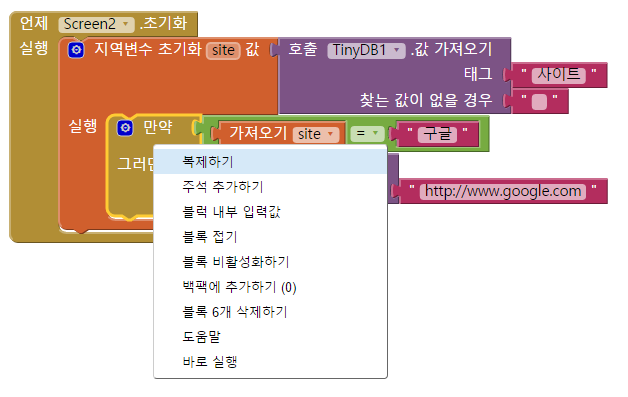 언제 Screen2 .초기화
실행 지역변수 초기화 site 값 호출 TinyDB1 .값 가져오기
태그 " 사이트 "
찾는 값이 없을 경우 " "
실행 만약 가져오기 site = " 구글 "
그러면
" http://www.google.com "
복제하기
주석 추가하기
블럭 내부 입력값
블록 접기
블록 비활성화하기
백팩에 추가하기 (0)
블록 6개 삭제하기
도움말
바로 실행